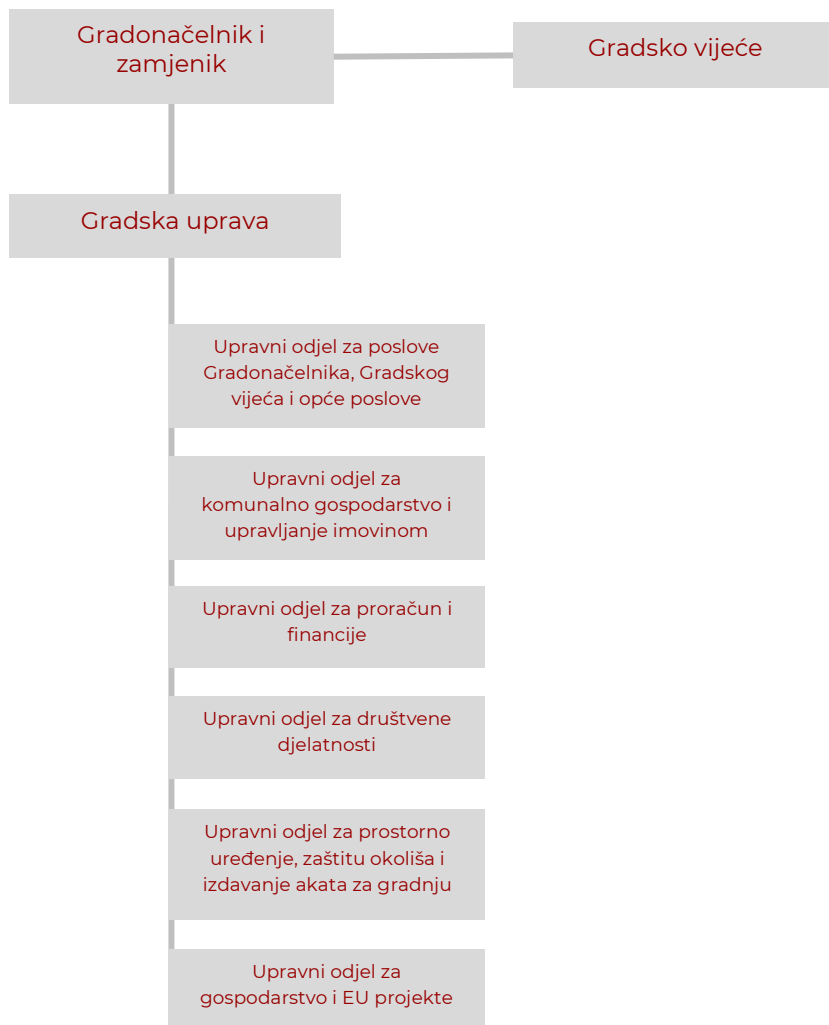 Gradonačelnik i
zamjenik
Gradsko vijeće
Gradska uprava
Upravni odjel za poslove
Gradonačelnika, Gradskog
vijeća i opće poslove
Upravni odjel za
komunalno gospodarstvo i
upravljanje imovinom
Upravni odjel za proračun i
financije
Upravni odjel za društvene
djelatnosti
Upravni odjel za prostorno
uređenje, zaštitu okoliša i
izdavanje akata za gradnju
Upravni odjel za
gospodarstvo i EU projekte